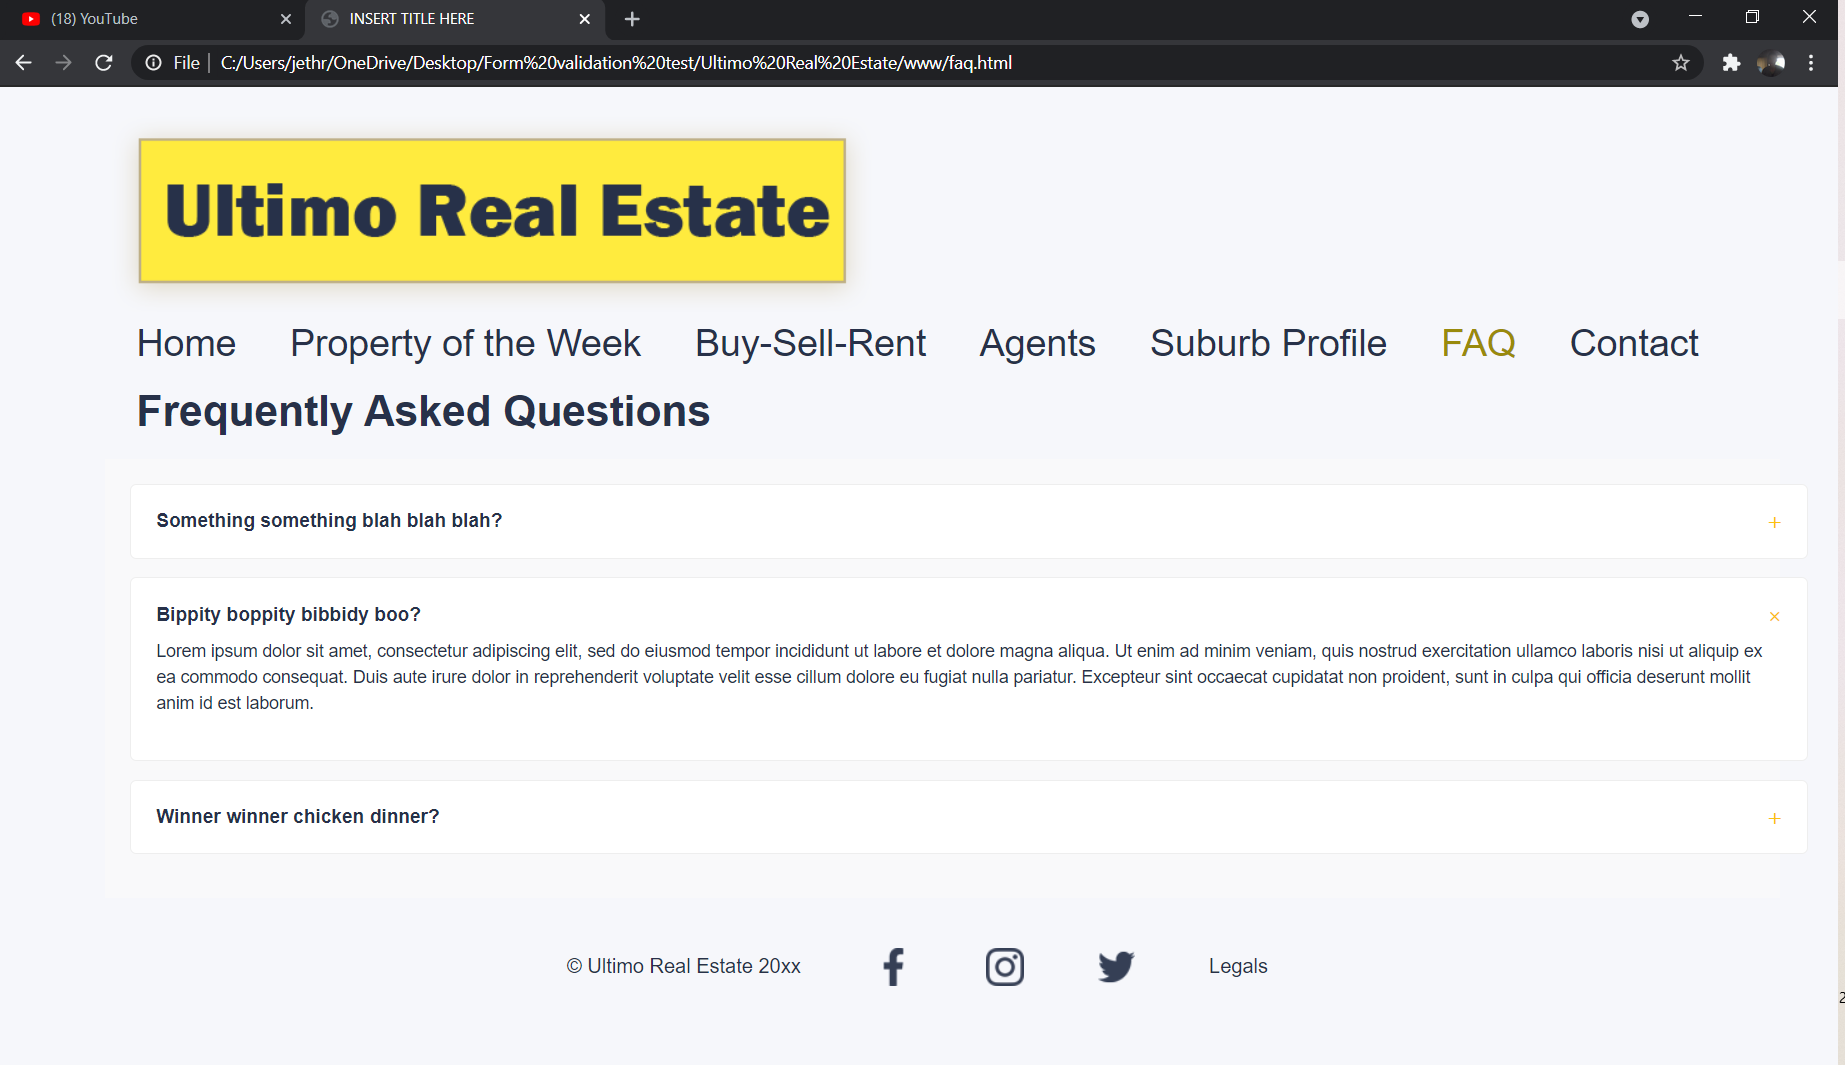 (18) YouTube
INSERT TITLE HERE
File
C:/Users/jethr/OneDrive/Desktop/Form%20validation%20test/Ultimo%20Real%20Estate/www/faq.html
Ultimo Real Estate
Home Property of the Week Buy-Sell-Rent Agents Suburb Profile FAQ Contact
Frequently Asked Questions
Something something blah blah blah?
+
Bippity boppity bibbidy boo?
×
Lorem ipsum dolor sit amet, consectetur adipiscing elit, sed do eiusmod tempor incididunt ut labore et dolore magna aliqua. Ut enim ad minim veniam, quis nostrud exercitation ullamco laboris nisi ut aliquip ex
ea commodo consequat. Duis aute irure dolor in reprehenderit voluptate velit esse cillum dolore eu fugiat nulla pariatur. Excepteur sint occaecat cupidatat non proident, sunt in culpa qui officia deserunt mollit
anim id est laborum.
Winner winner chicken dinner?
+
© Ultimo Real Estate 20xx
Legals
2